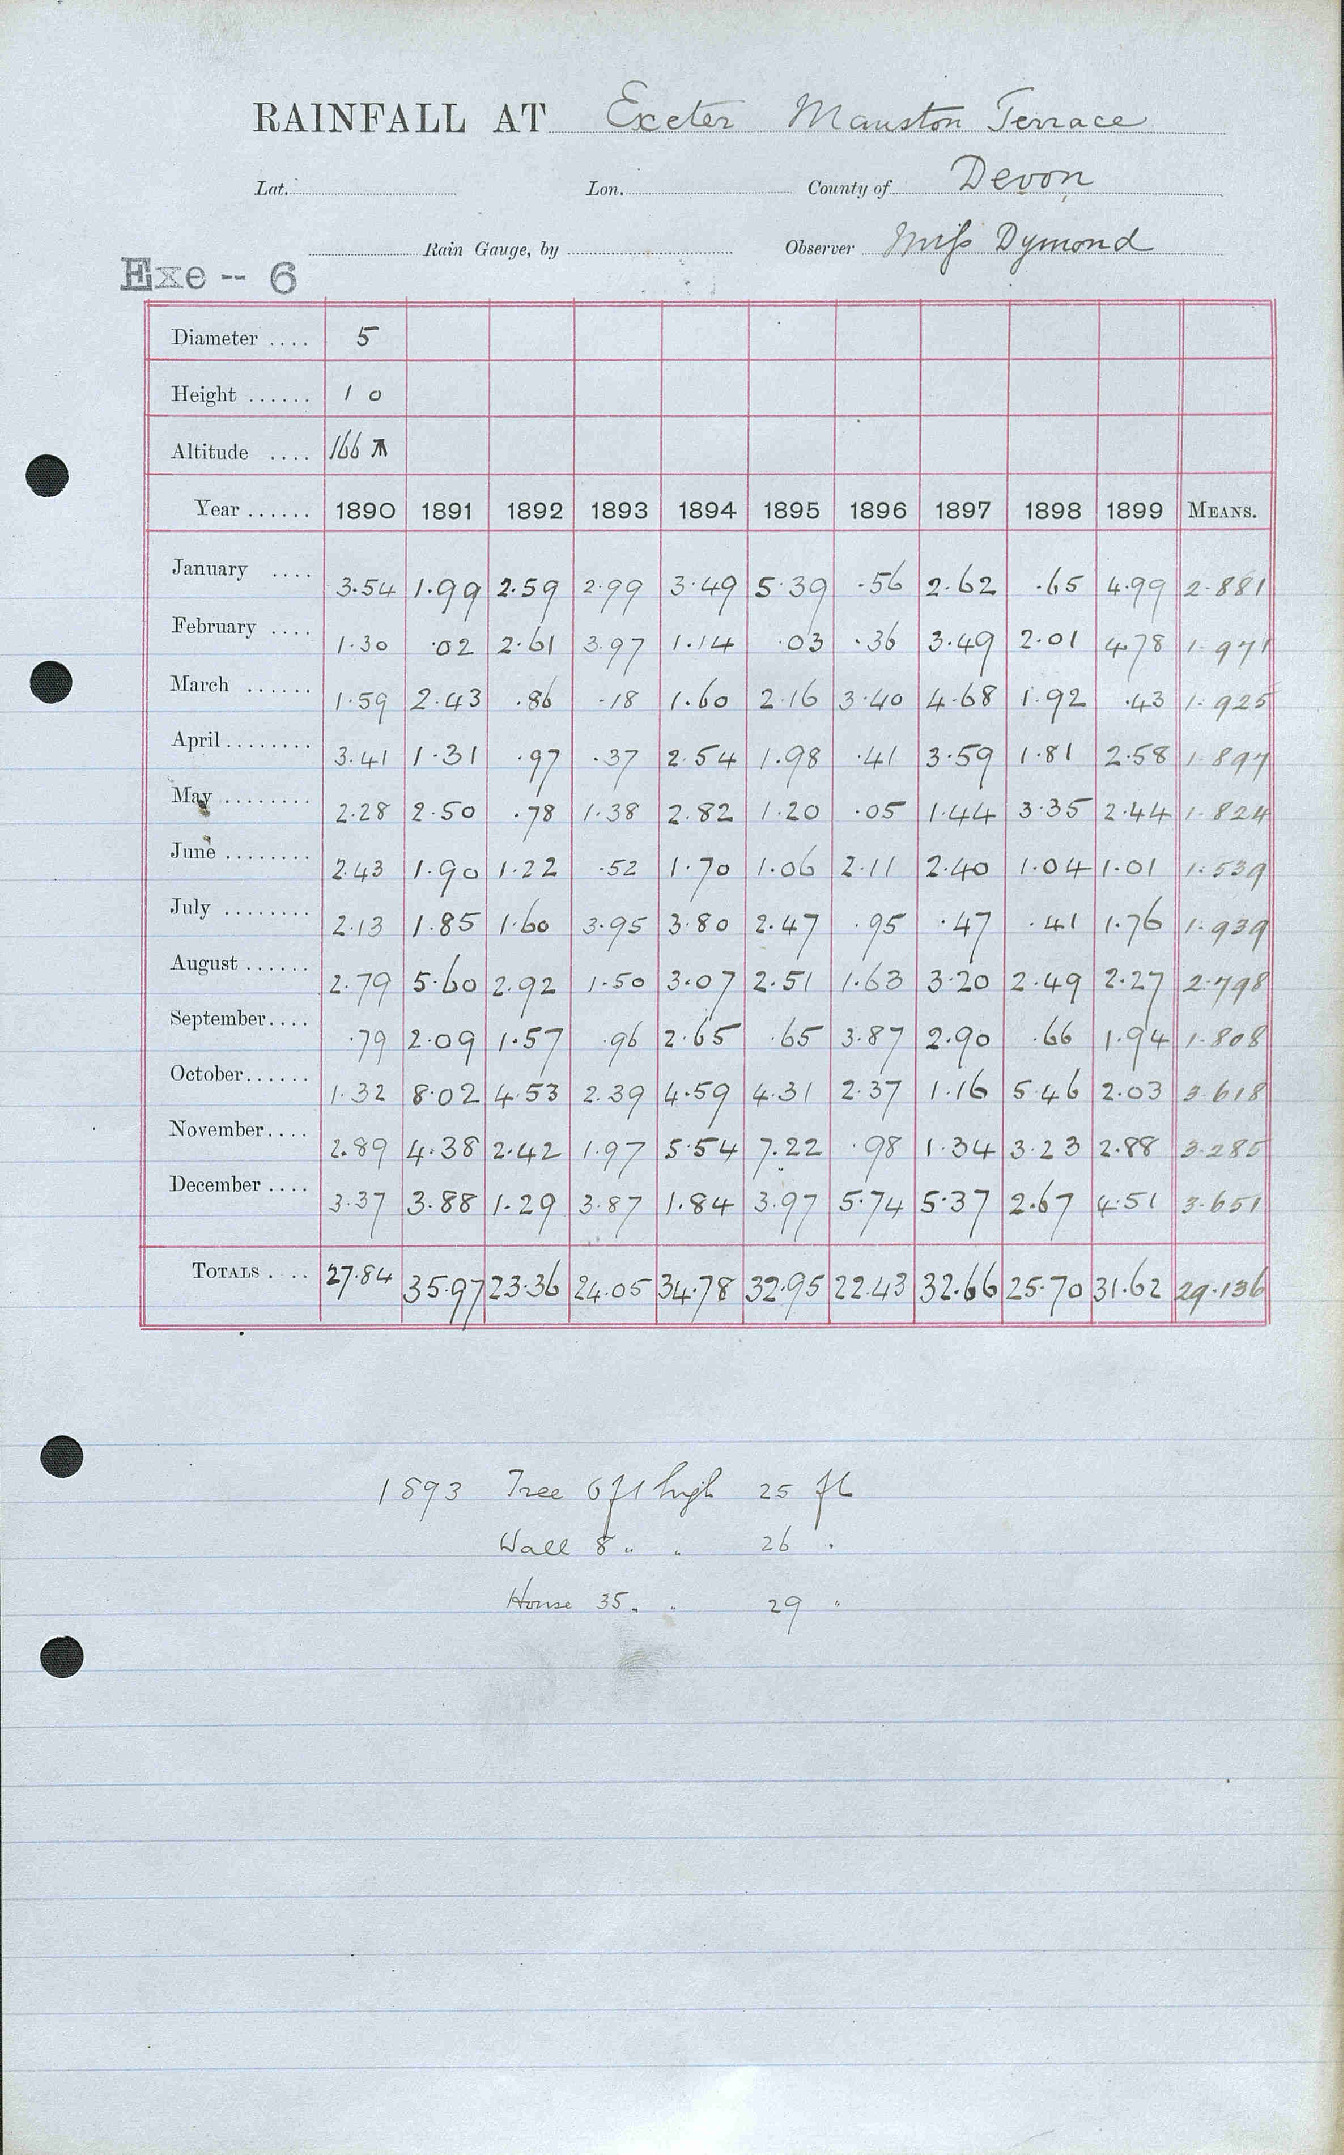 RAINFALL AT Exeter Manston Terrace
Lat. Lon. County of Devon
Rain Gauge, by Observer Miss Dymond
Exe -- 6
Diameter .... 5
Height ...... 1 0
Altitude .... 166
Year ...... 1890 1891 1892 1893 1894 1895 1896 1897 1898 1899 MEANS.
January .... 3.54 1.99 2.59 2.99 3.49 5.39 .56 2.62 .65 4.99 2.881
February .... 1.30 .02 2.61 3.97 1.14 .03 .36 3.49 2.01 4.78 1.971
March ...... 1.59 2.43 .86 .18 1.60 2.16 3.40 4.68 1.92 .43 1.925
April ........ 3.41 1.31 .97 .37 2.54 1.98 .41 3.59 1.81 2.58 1.897
May ........ 2.28 2.50 .78 1.38 2.82 1.20 .05 1.44 3.35 2.44 1.824
June ........ 2.43 1.90 1.22 .52 1.70 1.06 2.11 2.40 1.04 1.01 1.539
July ........ 2.13 1.85 1.60 3.95 3.80 2.47 .95 .47 .41 1.76 1.939
August ...... 2.79 5.60 2.92 1.50 3.07 2.51 1.63 3.20 2.49 2.27 2.798
September.... .79 2.09 1.57 .96 2.65 .65 3.87 2.90 .66 1.94 1.808
October...... 1.32 8.02 4.53 2.39 4.59 4.31 2.37 1.16 5.46 2.03 3.618
November.... 2.89 4.38 2.42 1.97 5.54 7.22 .98 1.34 3.23 2.88 3.285
December .... 3.37 3.88 1.29 3.87 1.84 3.97 5.74 5.37 2.67 4.51 3.651
TOTALS .... 27.84 35.97 23.36 24.05 34.78 32.95 22.43 32.66 25.70 31.62 29.136
1893 Tree 6 ft high 25 ft
Wall 8 " " 26 "
House 35 " " 29 "